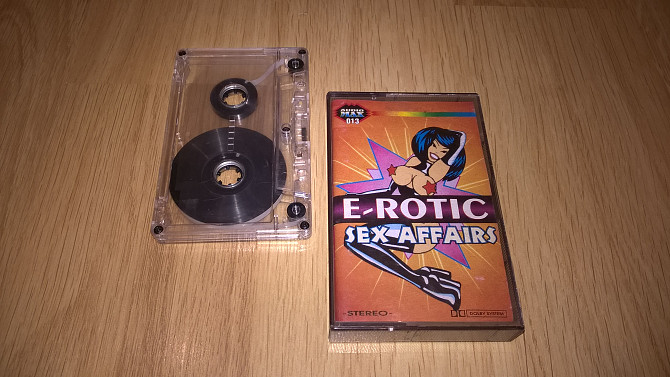 AUDIO
MAX
013
E-ROTIC
SEX AFFAIRS
-STEREO-
DOLBY SYSTEM